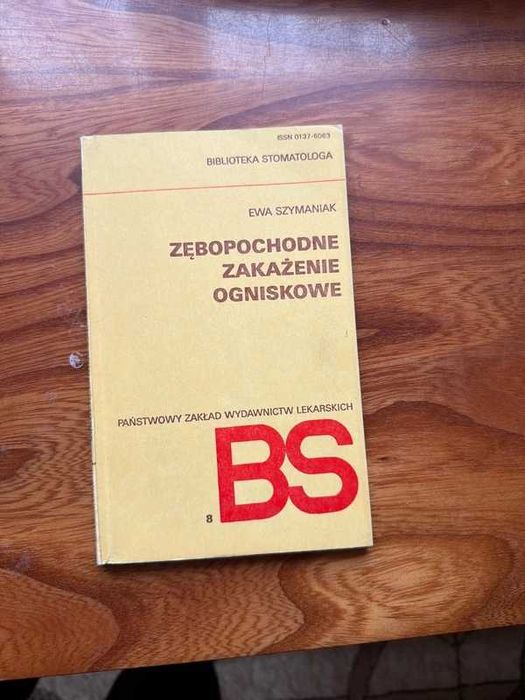 ISSN 0137-6063
BIBLIOTEKA STOMATOLOGA
EWA SZYMANIAK
ZĘBOPOCHODNE
ZAKAŻENIE
OGNISKOWE
PAŃSTWOWY ZAKŁAD WYDAWNICTW LEKARSKICH
8 BS